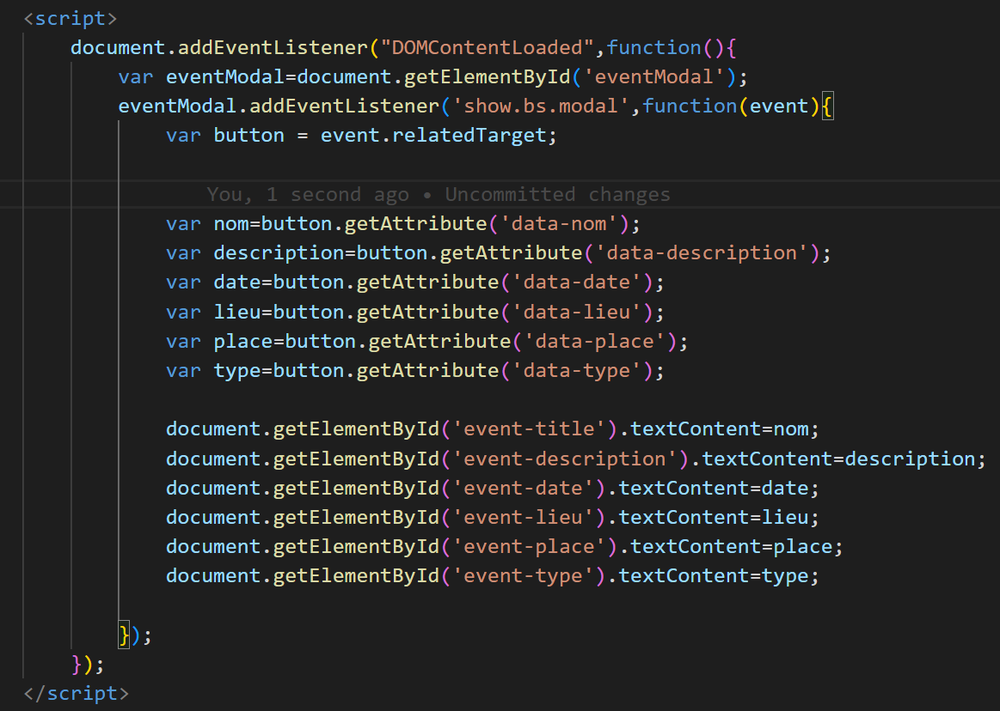 <script>
document.addEventListener("DOMContentLoaded",function(){
var eventModal=document.getElementById('eventModal');
eventModal.addEventListener('show.bs.modal',function(event){
var button = event.relatedTarget;
You, 1 second ago • Uncommitted changes
var nom=button.getAttribute('data-nom');
var description=button.getAttribute('data-description');
var date=button.getAttribute('data-date');
var lieu=button.getAttribute('data-lieu');
var place=button.getAttribute('data-place');
var type=button.getAttribute('data-type');
document.getElementById('event-title').textContent=nom;
document.getElementById('event-description').textContent=description;
document.getElementById('event-date').textContent=date;
document.getElementById('event-lieu').textContent=lieu;
document.getElementById('event-place').textContent=place;
document.getElementById('event-type').textContent=type;
});
});
</script>